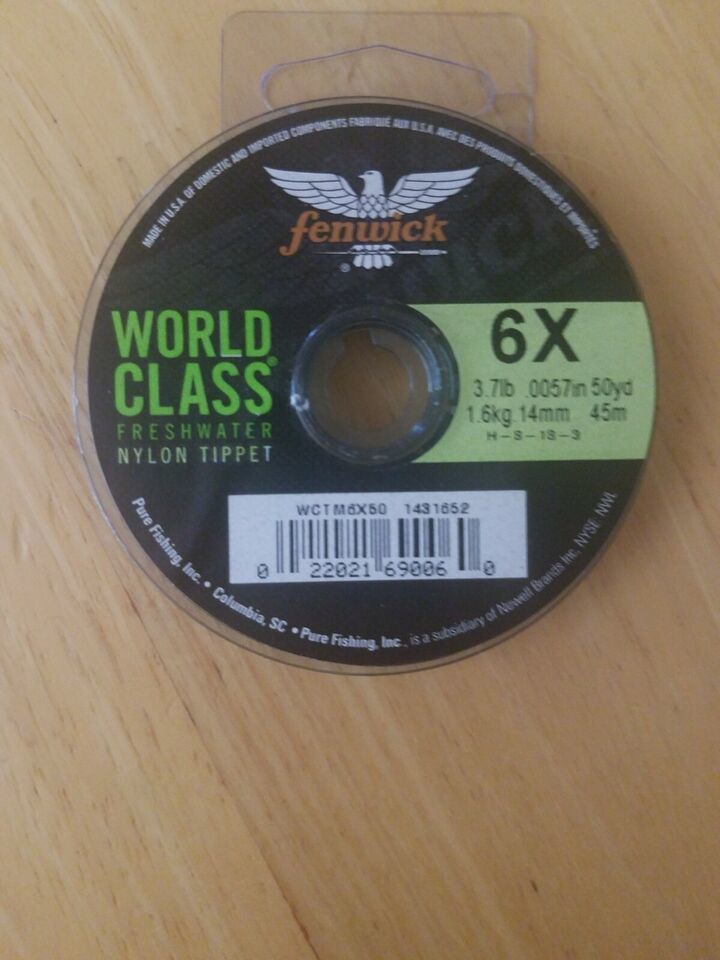 MADE IN U.S.A. OF DOMESTIC AND IMPORTED COMPONENTS FABRIQUÉ AUX U.S.A. AVEC DES PRODUITS DOMESTIQUES ET IMPORTÉS
fenwick
®
WORLD
CLASS®
FRESHWATER
NYLON TIPPET
6X
3.7lb .0057in 50yd
1.6kg .14mm 45m
H-S-1S-3
WCTM6X50 1431652
0 22021 69006 0
Pure Fishing, Inc. • Columbia, SC • Pure Fishing, Inc., is a subsidiary of Newell Brands Inc. NYSE: NWL